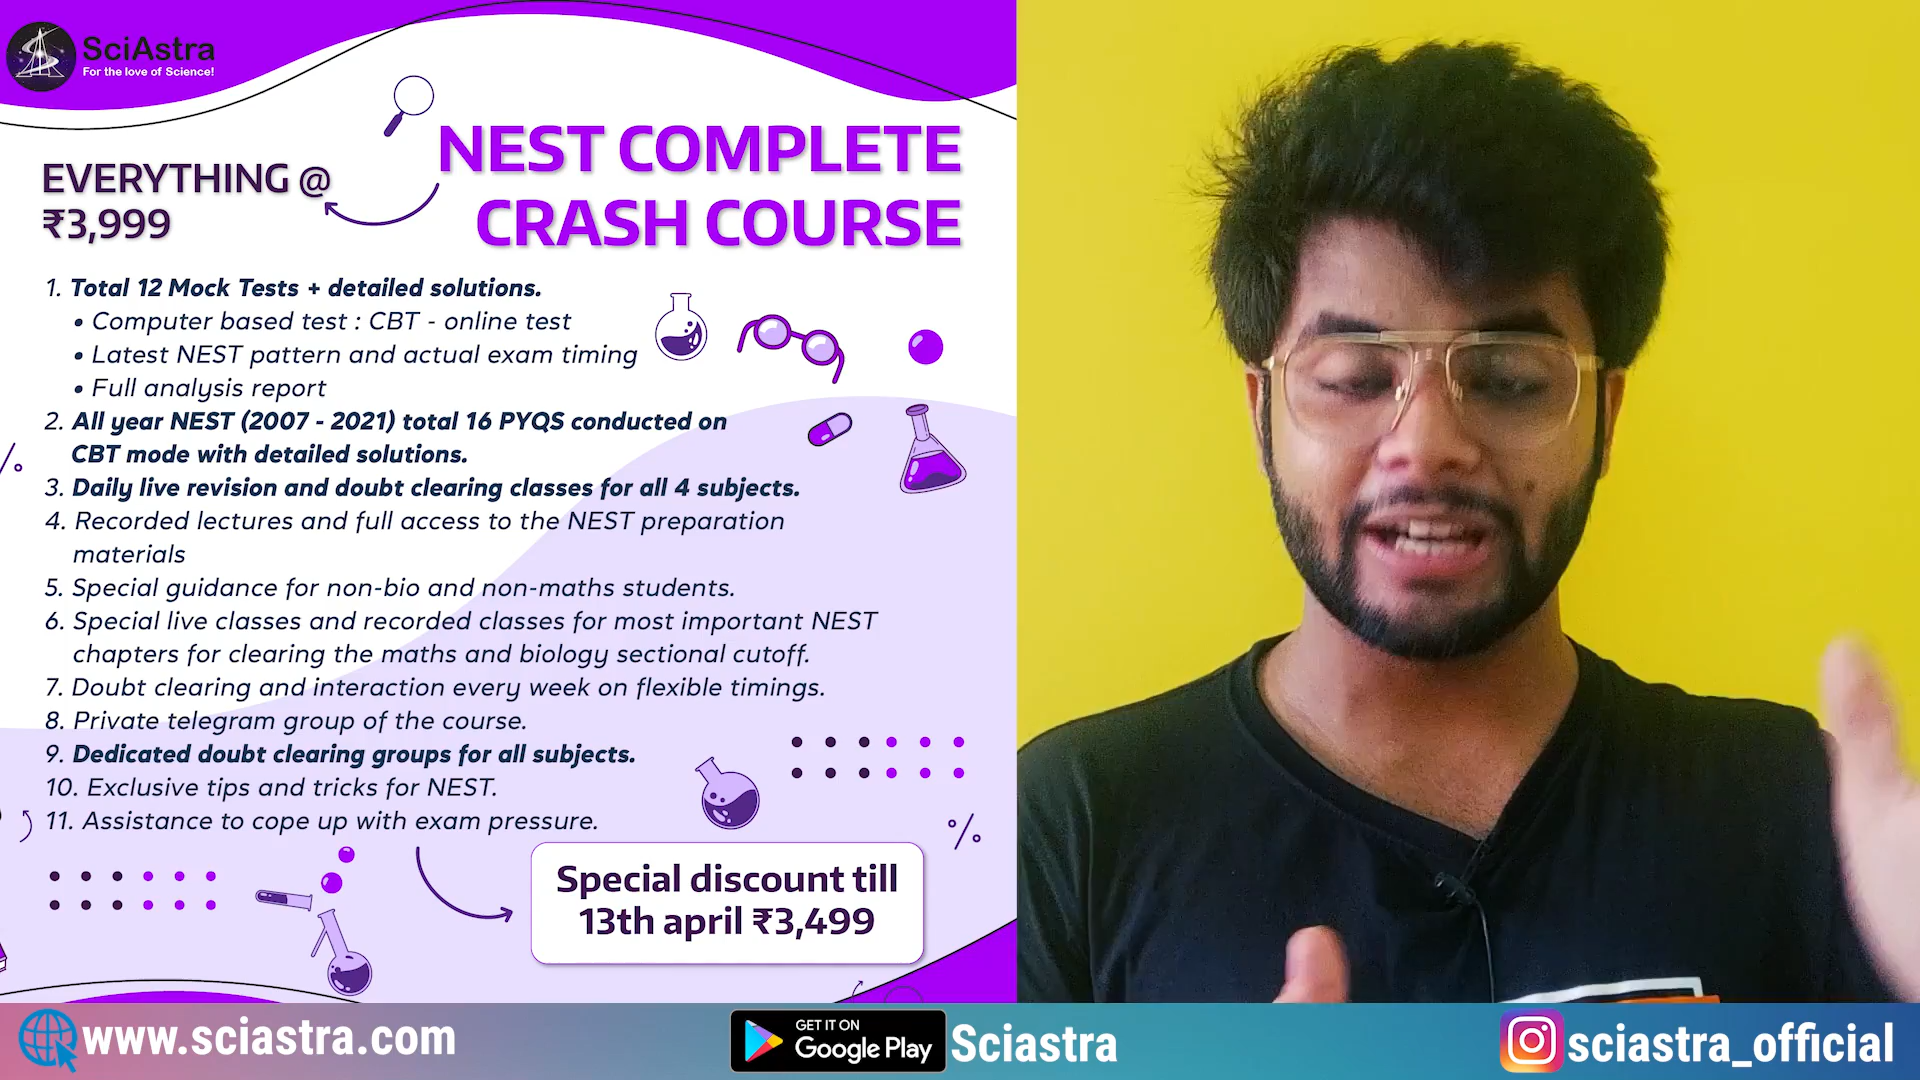 SciAstra
For the love of Science!
NEST COMPLETE
CRASH COURSE
EVERYTHING @
₹3,999
1. Total 12 Mock Tests + detailed solutions.
• Computer based test : CBT - online test
• Latest NEST pattern and actual exam timing
• Full analysis report
2. All year NEST (2007 - 2021) total 16 PYQS conducted on
CBT mode with detailed solutions.
3. Daily live revision and doubt clearing classes for all 4 subjects.
4. Recorded lectures and full access to the NEST preparation
materials
5. Special guidance for non-bio and non-maths students.
6. Special live classes and recorded classes for most important NEST
chapters for clearing the maths and biology sectional cutoff.
7. Doubt clearing and interaction every week on flexible timings.
8. Private telegram group of the course.
9. Dedicated doubt clearing groups for all subjects.
10. Exclusive tips and tricks for NEST.
11. Assistance to cope up with exam pressure.
Special discount till
13th april ₹3,499
www.sciastra.com
GET IT ON
Google Play
Sciastra
sciastra_official